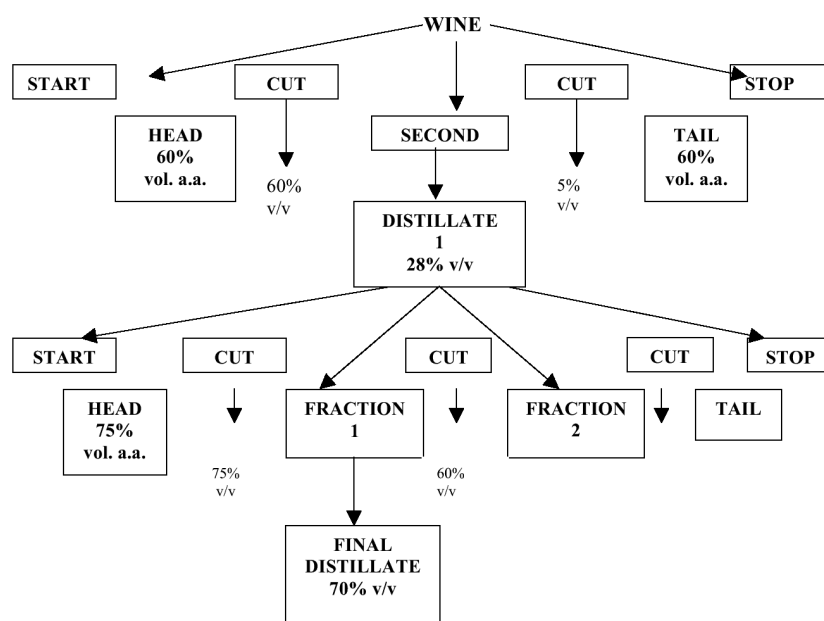 WINE
START
CUT
CUT
STOP
HEAD
60%
vol. a.a.
60%
v/v
SECOND
5%
v/v
TAIL
60%
vol. a.a.
DISTILLATE
1
28% v/v
START
CUT
CUT
CUT
STOP
HEAD
75%
vol. a.a.
75%
v/v
FRACTION
1
60%
v/v
FRACTION
2
TAIL
FINAL
DISTILLATE
70% v/v